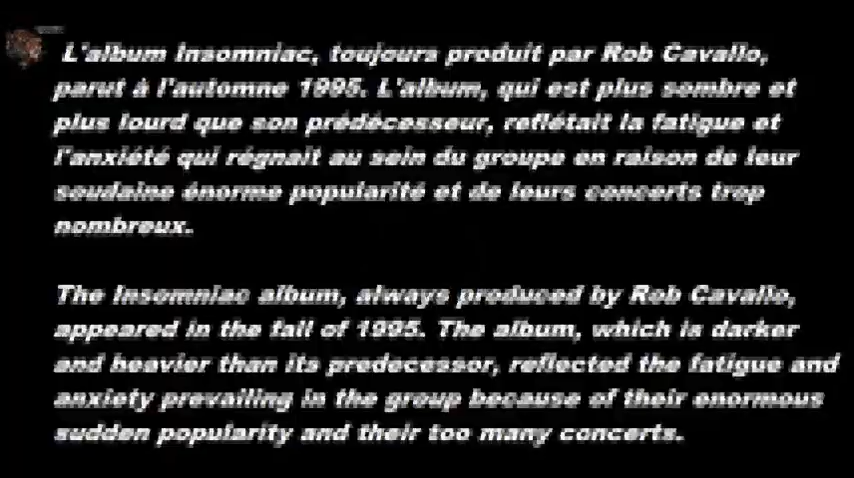 L'album Insomniac, toujours produit par Rob Cavallo,
parut à l'automne 1995. L'album, qui est plus sombre et
plus lourd que son prédécesseur, reflétait la fatigue et
l'anxiété qui régnait au sein du groupe en raison de leur
soudaine énorme popularité et de leurs concerts trop
nombreux.
The Insomniac album, always produced by Rob Cavallo,
appeared in the fall of 1995. The album, which is darker
and heavier than its predecessor, reflected the fatigue and
anxiety prevailing in the group because of their enormous
sudden popularity and their too many concerts.